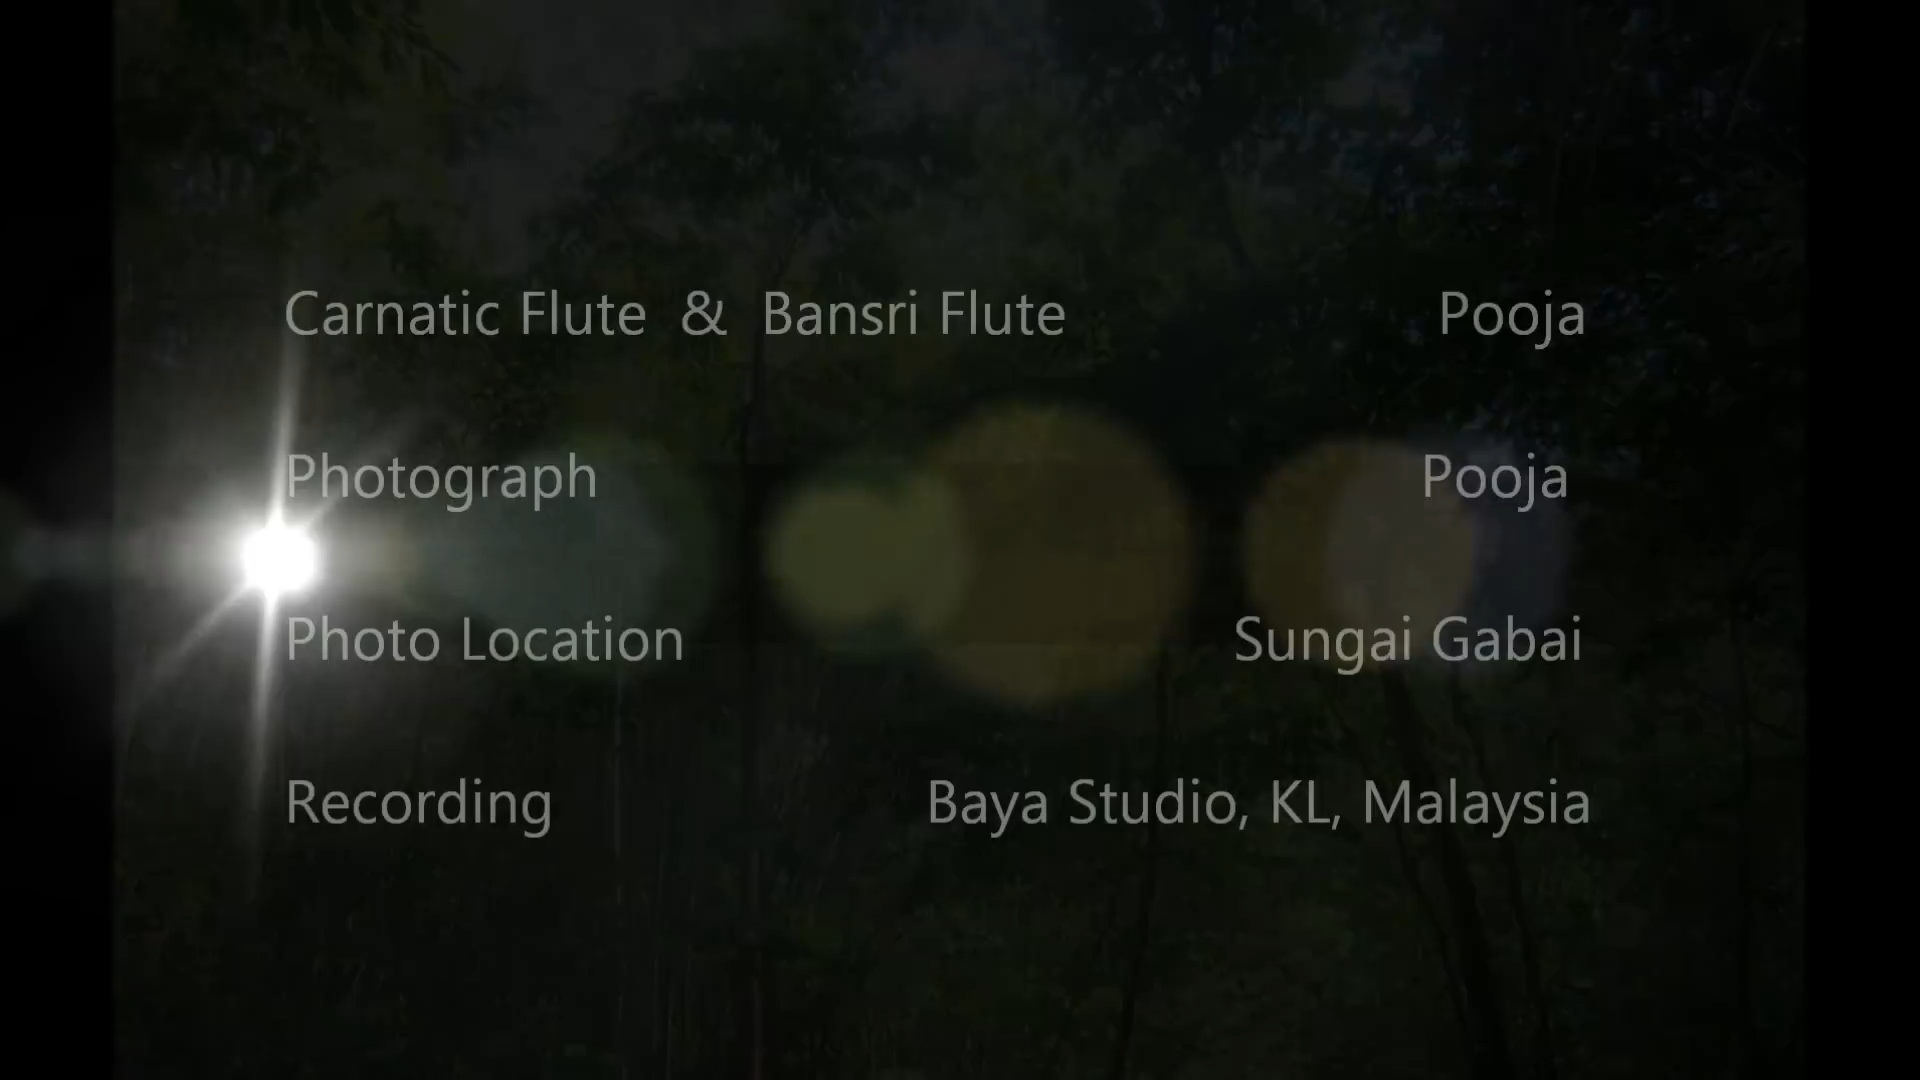 Carnatic Flute & Bansri Flute Pooja
Photograph Pooja
Photo Location Sungai Gabai
Recording Baya Studio, KL, Malaysia